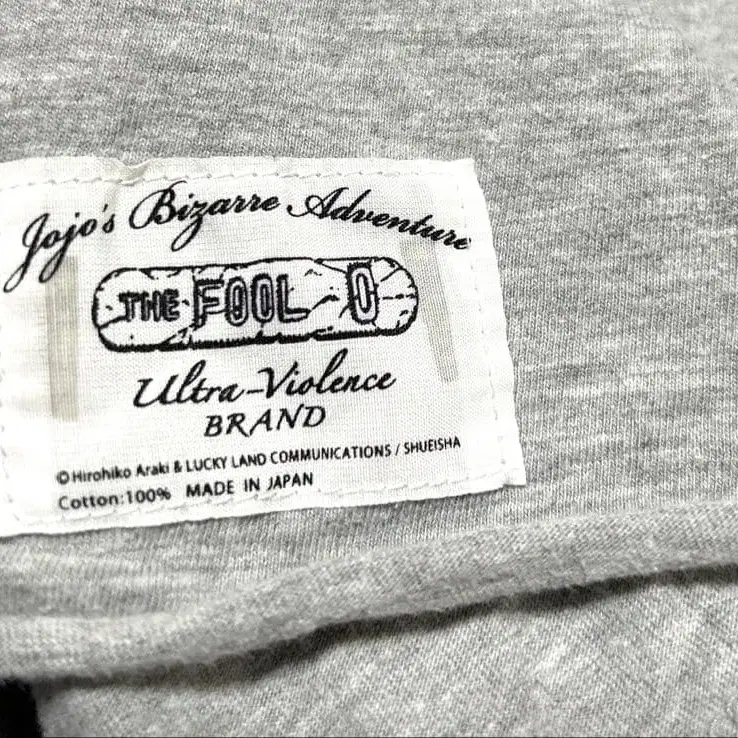 Jojo's Bizarre Adventure
THE FOOL 0
Ultra-Violence
BRAND
©Hirohiko Araki & LUCKY LAND COMMUNICATIONS / SHUEISHA
Cotton:100% MADE IN JAPAN